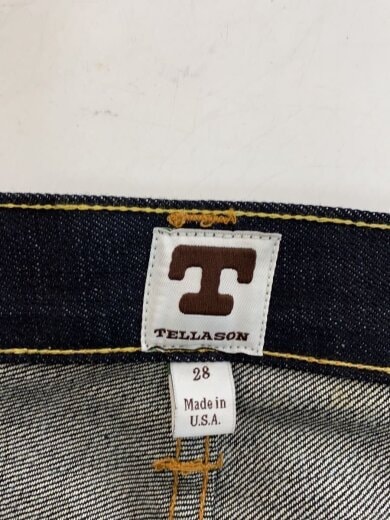 T
TELLASON
28
Made in
U.S.A.